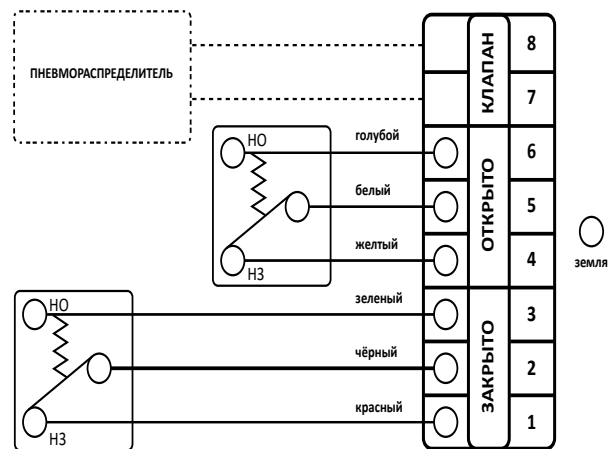 ПНЕВМОРАСПРЕДЕЛИТЕЛЬ
КЛАПАН
8
7
НО
голубой
6
белый
5
ОТКРЫТО
желтый
4
НЗ
земля
НО
зеленый
3
чёрный
2
ЗАКРЫТО
красный
1
НЗ